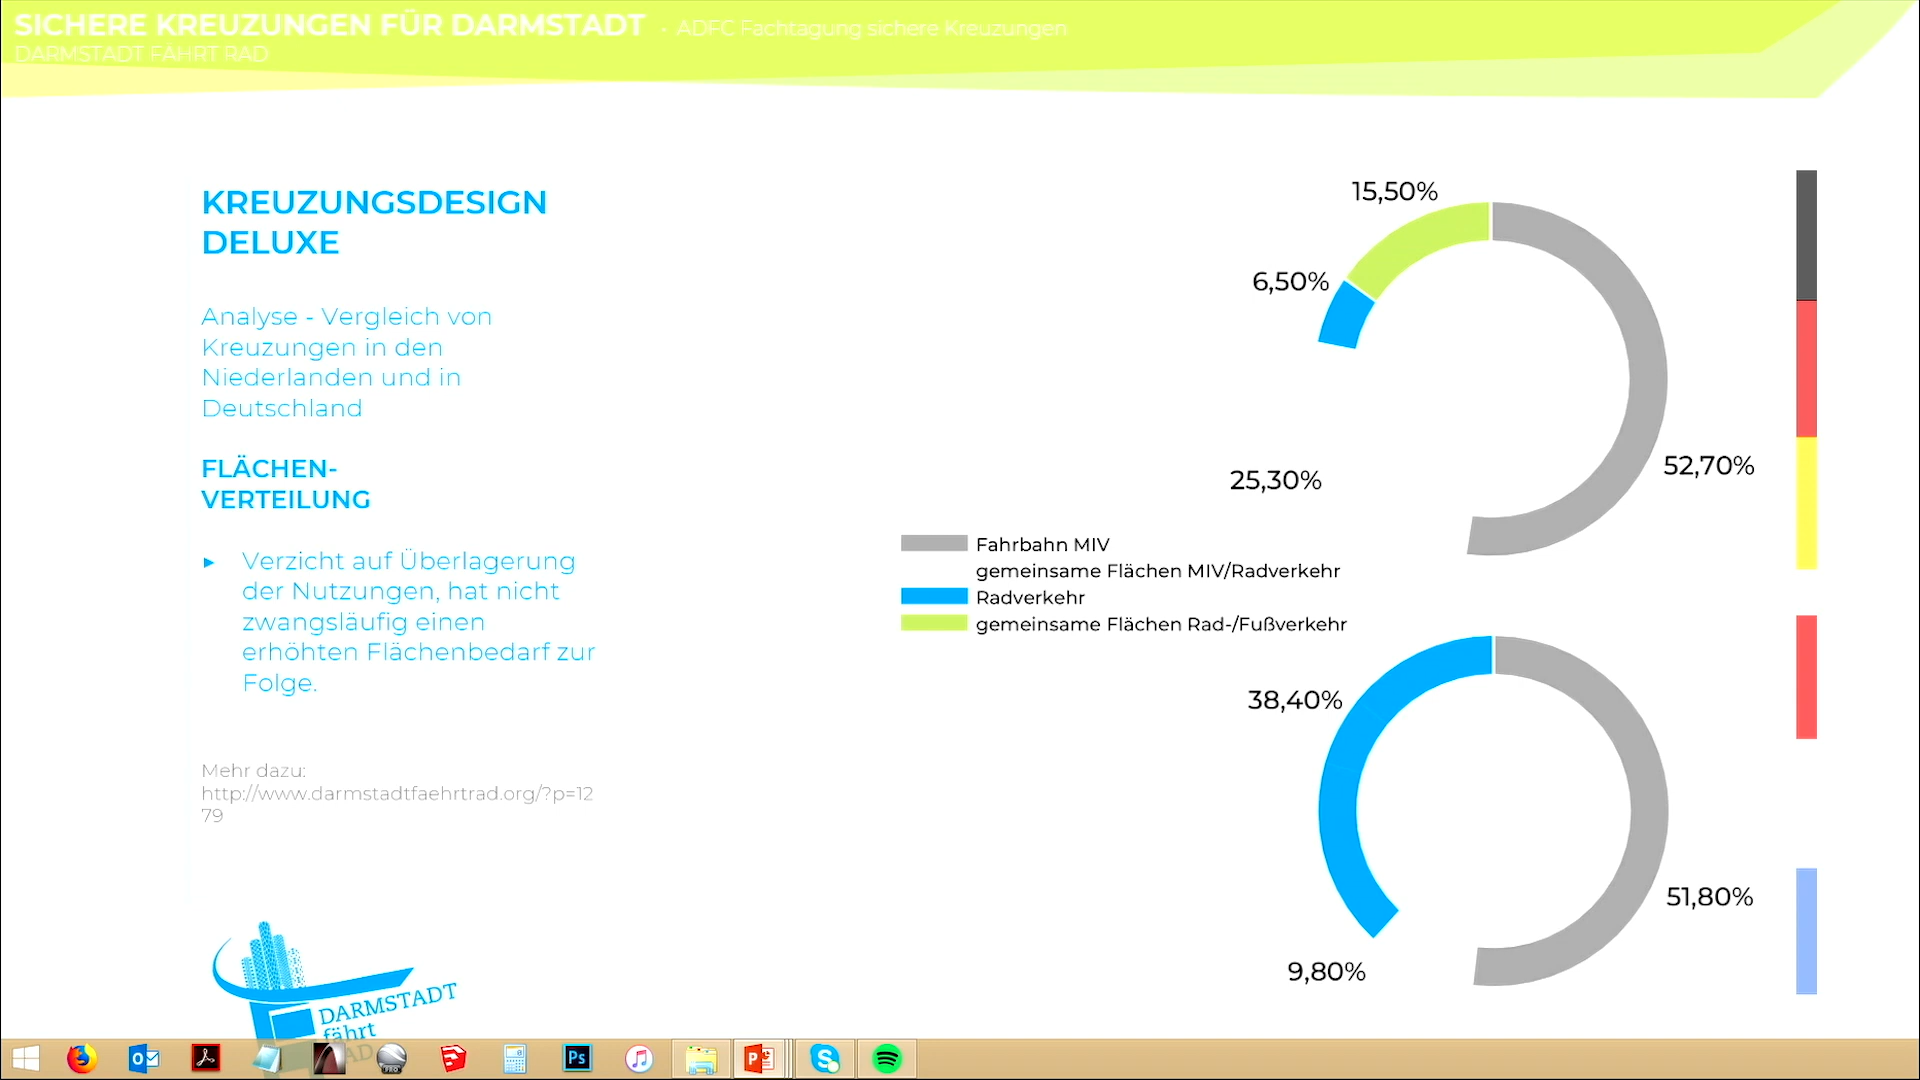 SICHERE KREUZUNGEN FÜR DARMSTADT - ADFC Fachtagung sichere Kreuzungen
DARMSTADT FÄHRT RAD
KREUZUNGSDESIGN
DELUXE
Analyse - Vergleich von
Kreuzungen in den
Niederlanden und in
Deutschland
FLÄCHEN-
VERTEILUNG
▸ Verzicht auf Überlagerung
der Nutzungen, hat nicht
zwangsläufig einen
erhöhten Flächenbedarf zur
Folge.
Mehr dazu:
http://www.darmstadtfaehrtrad.org/?p=12
79
15,50%
6,50%
52,70%
25,30%
Fahrbahn MIV
gemeinsame Flächen MIV/Radverkehr
Radverkehr
gemeinsame Flächen Rad-/Fußverkehr
38,40%
51,80%
9,80%
DARMSTADT
fährt
RAD
Ps
PRO